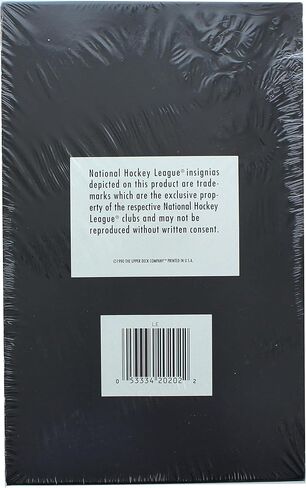 National Hockey League® insignias
depicted on this product are trade-
marks which are the exclusive prop-
erty of the respective National Hockey
League® clubs and may not be
reproduced without written consent.
©1990 THE UPPER DECK COMPANY™ PRINTED IN U.S.A.
LE
0 53334 20202 2